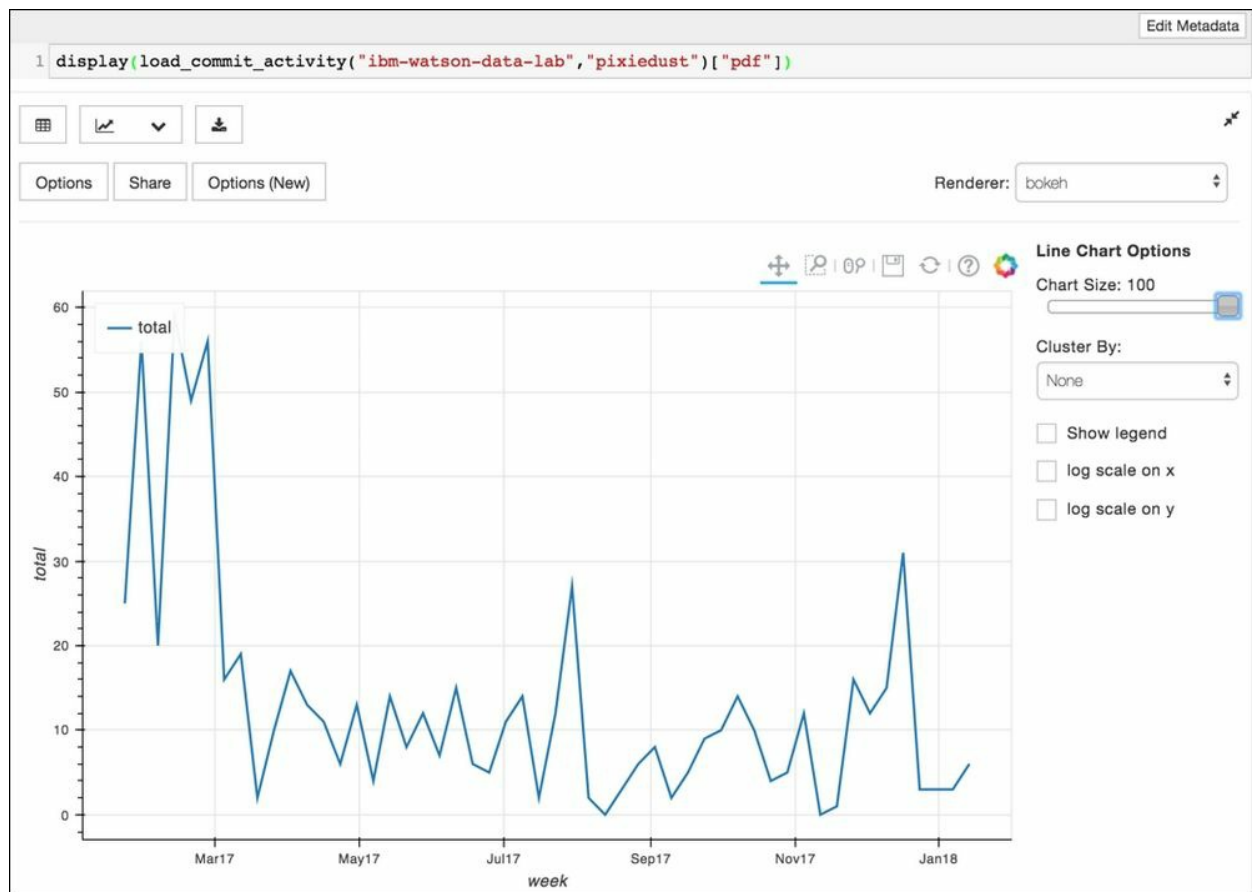 Edit Metadata
1 display(load_commit_activity("ibm-watson-data-lab","pixiedust")["pdf"])
Options Share Options (New) Renderer: bokeh
Line Chart Options
Chart Size: 100
Cluster By:
None
Show legend
log scale on x
log scale on y
total
60
50
40
30
20
10
0
total
Mar17 May17 Jul17 Sep17 Nov17 Jan18
week